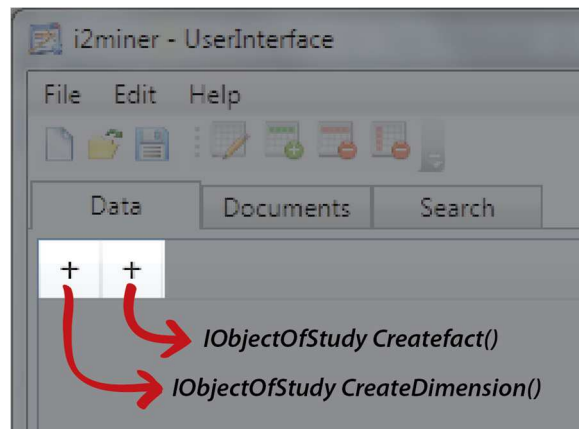 i2miner - UserInterface
File Edit Help
Data Documents Search
+ +
IObjectOfStudy Createfact()
IObjectOfStudy CreateDimension()